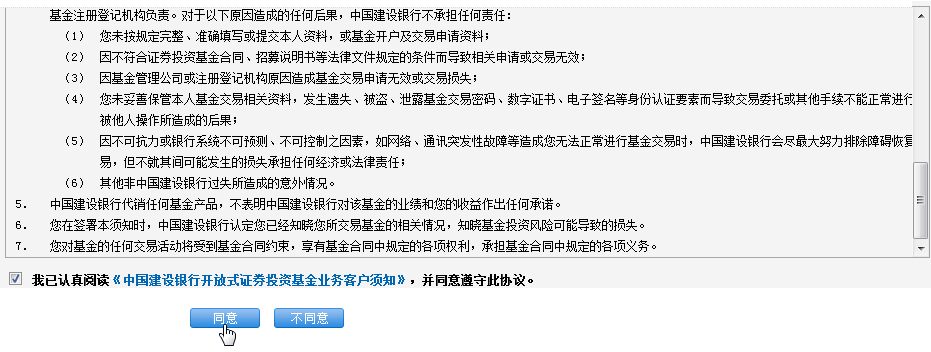 基金注册登记机构负责。对于以下原因造成的任何后果，中国建设银行不承担任何责任：
（1） 您未按规定完整、准确填写或提交本人资料，或基金开户及交易申请资料；
（2） 因不符合证券投资基金合同、招募说明书等法律文件规定的条件而导致相关申请或交易无效；
（3） 因基金管理公司或注册登记机构原因造成基金交易申请无效或交易损失；
（4） 您未妥善保管本人基金交易相关资料，发生遗失、被盗、泄露基金交易密码、数字证书、电子签名等身份认证要素而导致交易委托或其他手续不能正常进行
被他人操作所造成的后果；
（5） 因不可抗力或银行系统不可预测、不可控制之因素，如网络、通讯突发性故障等造成您无法正常进行基金交易时，中国建设银行会尽最大努力排除障碍恢复
易，但不就其间可能发生的损失承担任何经济或法律责任；
（6） 其他非中国建设银行过失所造成的意外情况。
5. 中国建设银行代销任何基金产品，不表明中国建设银行对该基金的业绩和您的收益作出任何承诺。
6. 您在签署本须知时，中国建设银行认定您已经知晓您所交易基金的相关情况，知晓基金投资风险可能导致的损失。
7. 您对基金的任何交易活动将受到基金合同约束，享有基金合同中规定的各项权利，承担基金合同中规定的各项义务。
我已认真阅读《中国建设银行开放式证券投资基金业务客户须知》，并同意遵守此协议。
同意 不同意